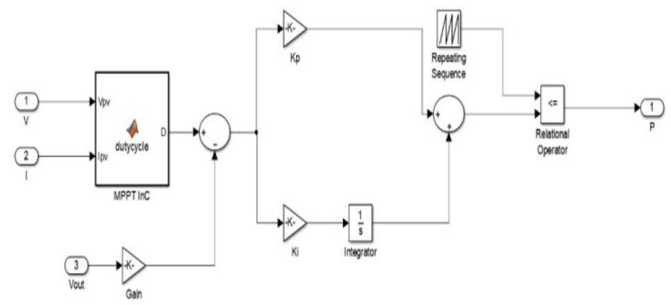 1
V
2
I
Vpv
Ipv
D
dutycycle
MPPT InC
+
-
3
Vout
-K-
Gain
-K-
Kp
-K-
Ki
1
s
Integrator
Repeating
Sequence
+
+
<=
Relational
Operator
1
P